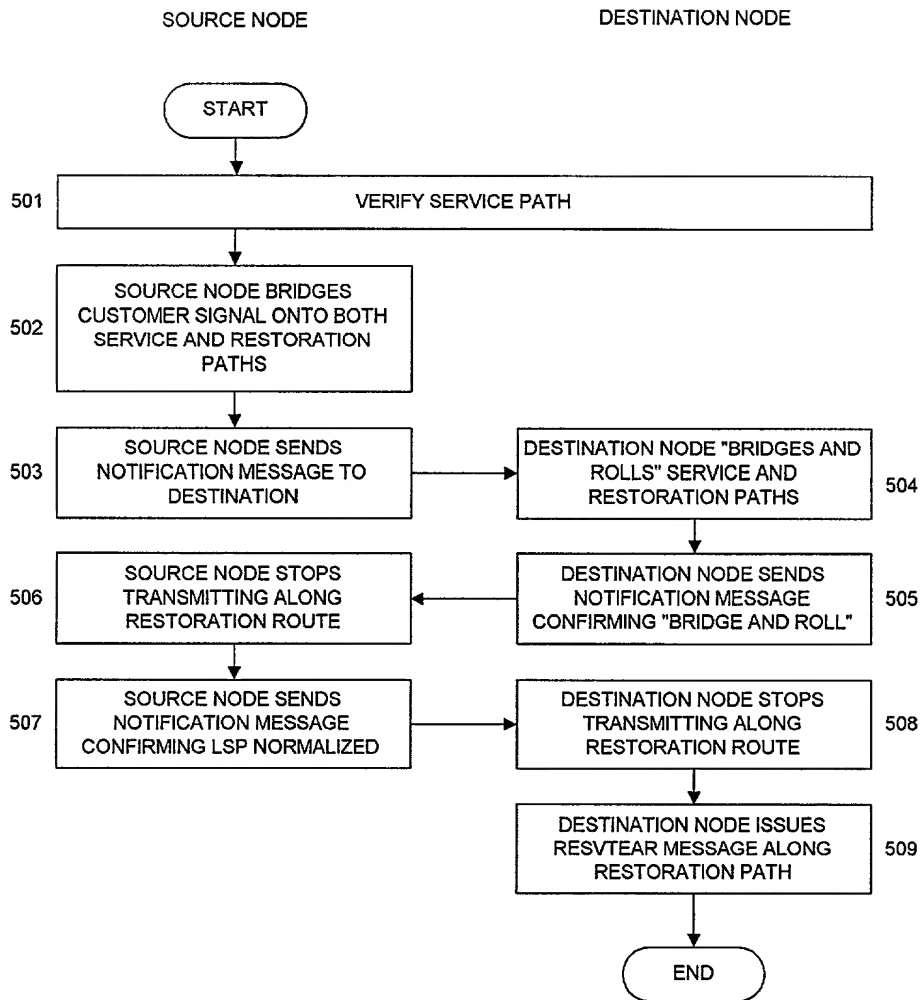 SOURCE NODE
DESTINATION NODE
START
501
VERIFY SERVICE PATH
502
SOURCE NODE BRIDGES
CUSTOMER SIGNAL ONTO BOTH
SERVICE AND RESTORATION
PATHS
503
SOURCE NODE SENDS
NOTIFICATION MESSAGE TO
DESTINATION
DESTINATION NODE "BRIDGES AND
ROLLS" SERVICE AND
RESTORATION PATHS
504
506
SOURCE NODE STOPS
TRANSMITTING ALONG
RESTORATION ROUTE
DESTINATION NODE SENDS
NOTIFICATION MESSAGE
CONFIRMING "BRIDGE AND ROLL"
505
507
SOURCE NODE SENDS
NOTIFICATION MESSAGE
CONFIRMING LSP NORMALIZED
DESTINATION NODE STOPS
TRANSMITTING ALONG
RESTORATION ROUTE
508
DESTINATION NODE ISSUES
RESVTEAR MESSAGE ALONG
RESTORATION PATH
509
END